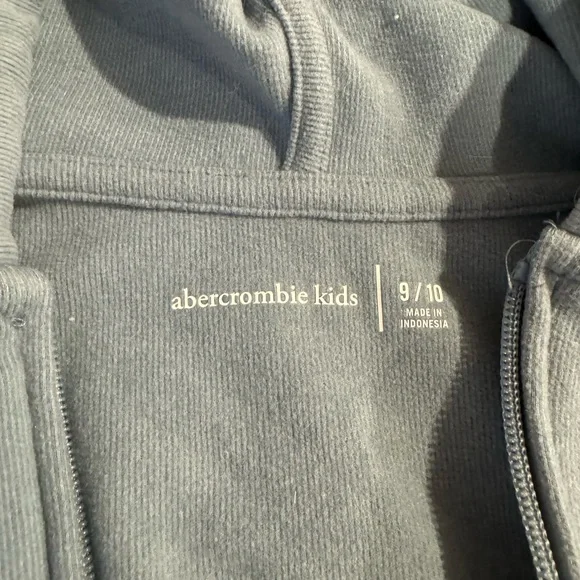 abercrombie kids
9 / 10
MADE IN
INDONESIA